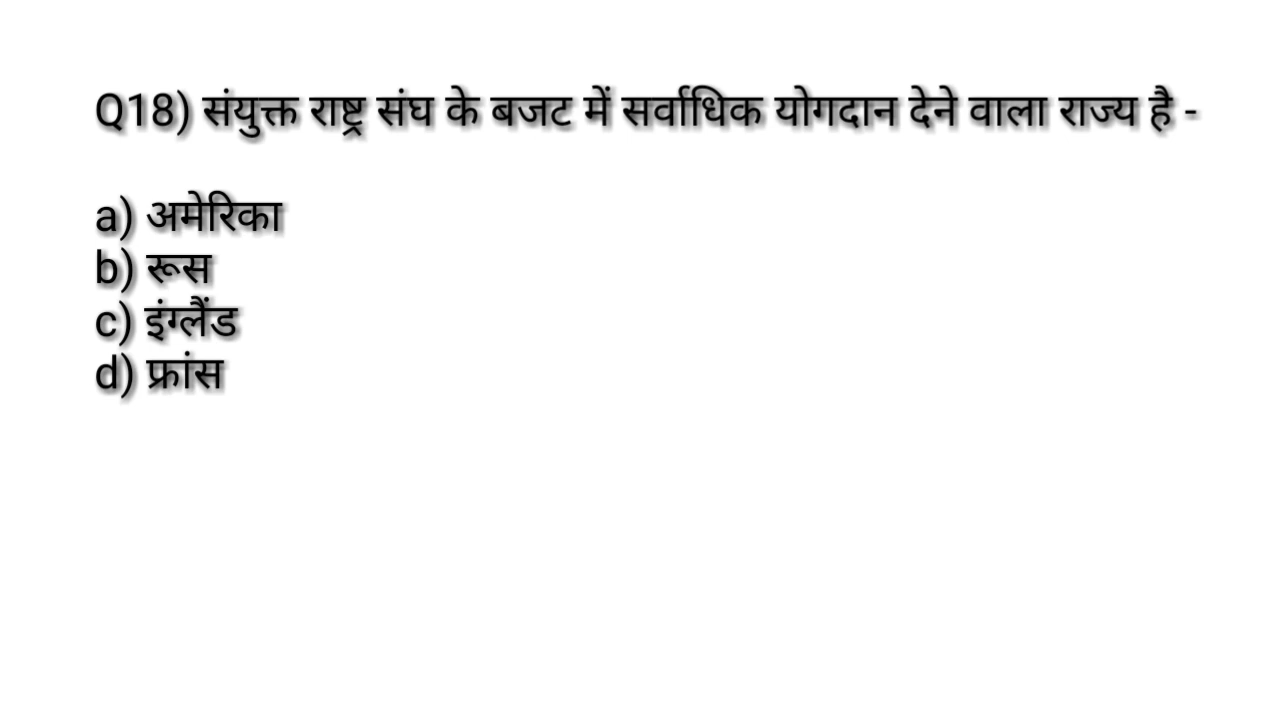 Q18) संयुक्त राष्ट्र संघ के बजट में सर्वाधिक योगदान देने वाला राज्य है -
a) अमेरिका
b) रूस
c) इंग्लैंड
d) फ्रांस